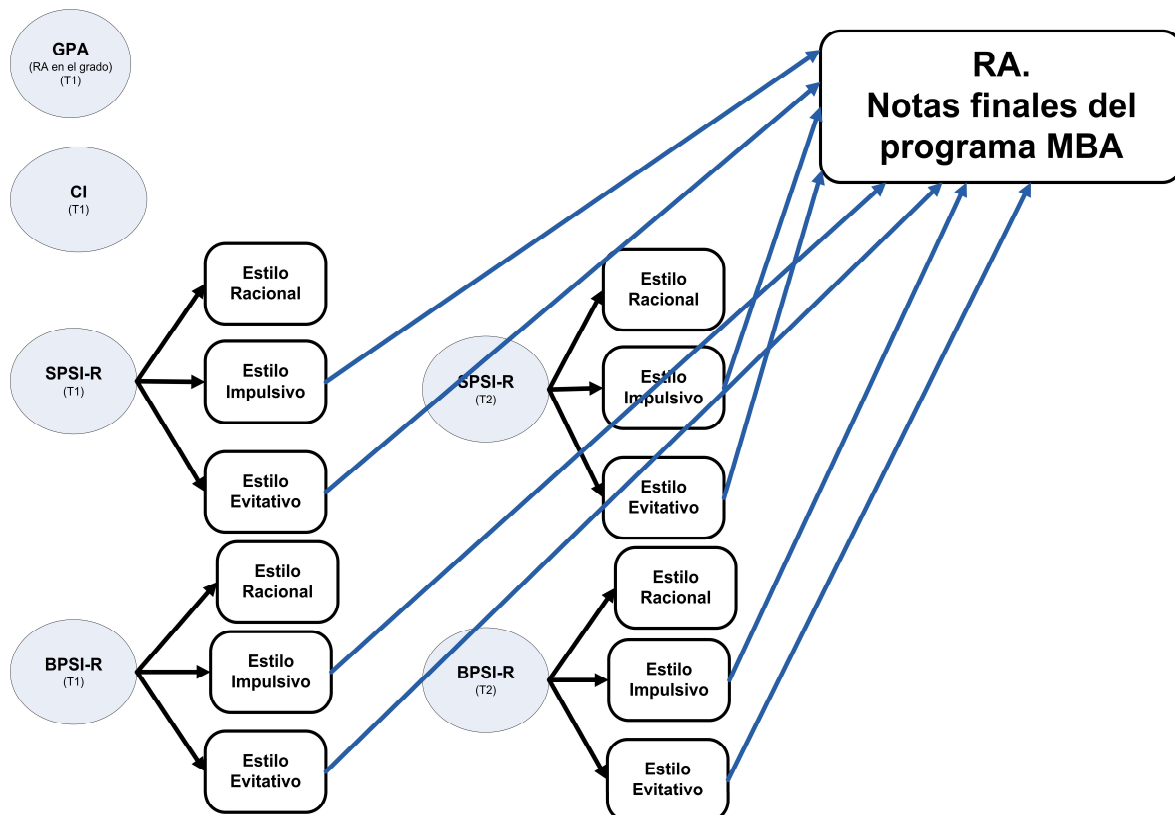 GPA
(RA en el grado)
(T1)
RA.
Notas finales del
programa MBA
CI
(T1)
Estilo
Racional
SPSI-R
(T1)
Estilo
Impulsivo
Estilo
Evitativo
Estilo
Racional
SPSI-R
(T2)
Estilo
Impulsivo
Estilo
Evitativo
Estilo
Racional
BPSI-R
(T1)
Estilo
Impulsivo
Estilo
Evitativo
Estilo
Racional
BPSI-R
(T2)
Estilo
Impulsivo
Estilo
Evitativo